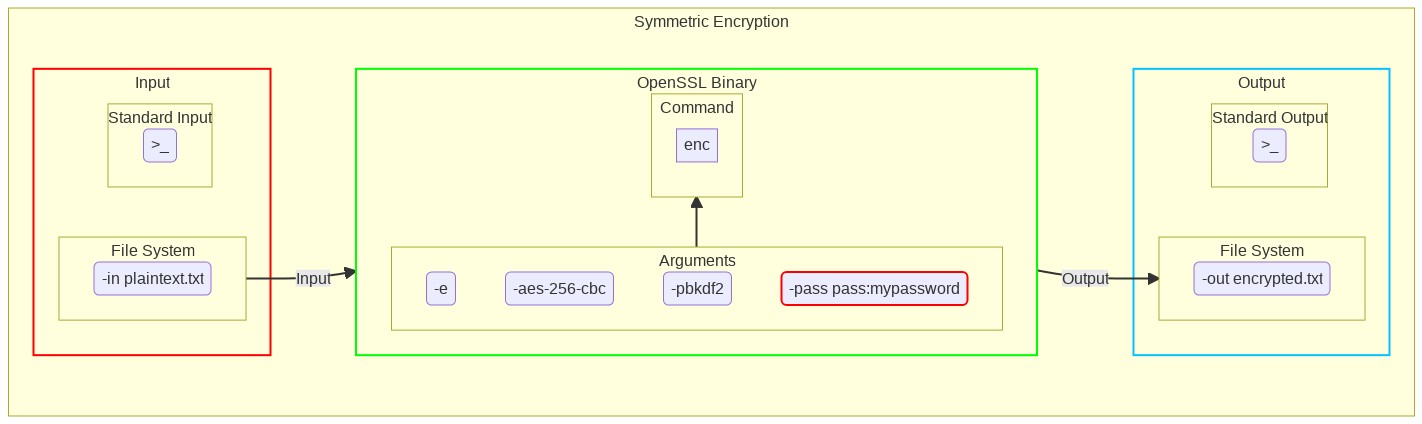 Symmetric Encryption
Input
Standard Input
>_
File System
-in plaintext.txt
Input
OpenSSL Binary
Command
enc
Arguments
-e
-aes-256-cbc
-pbkdf2
-pass pass:mypassword
Output
Output
Standard Output
>_
File System
-out encrypted.txt